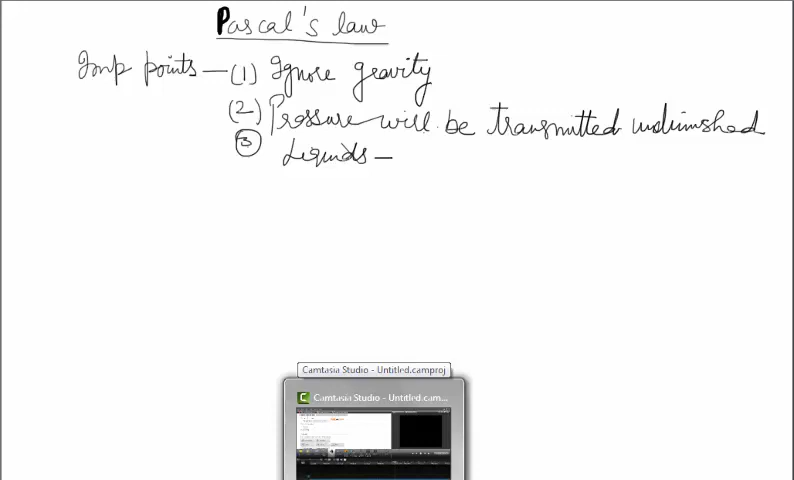 Pascal's law
Imp points — (1) Ignore gravity
(2) Pressure will be transmitted undiminshed
(3) Liquids —
Camtasia Studio - Untitled.camproj
Camtasia Studio - Untitled.cam...